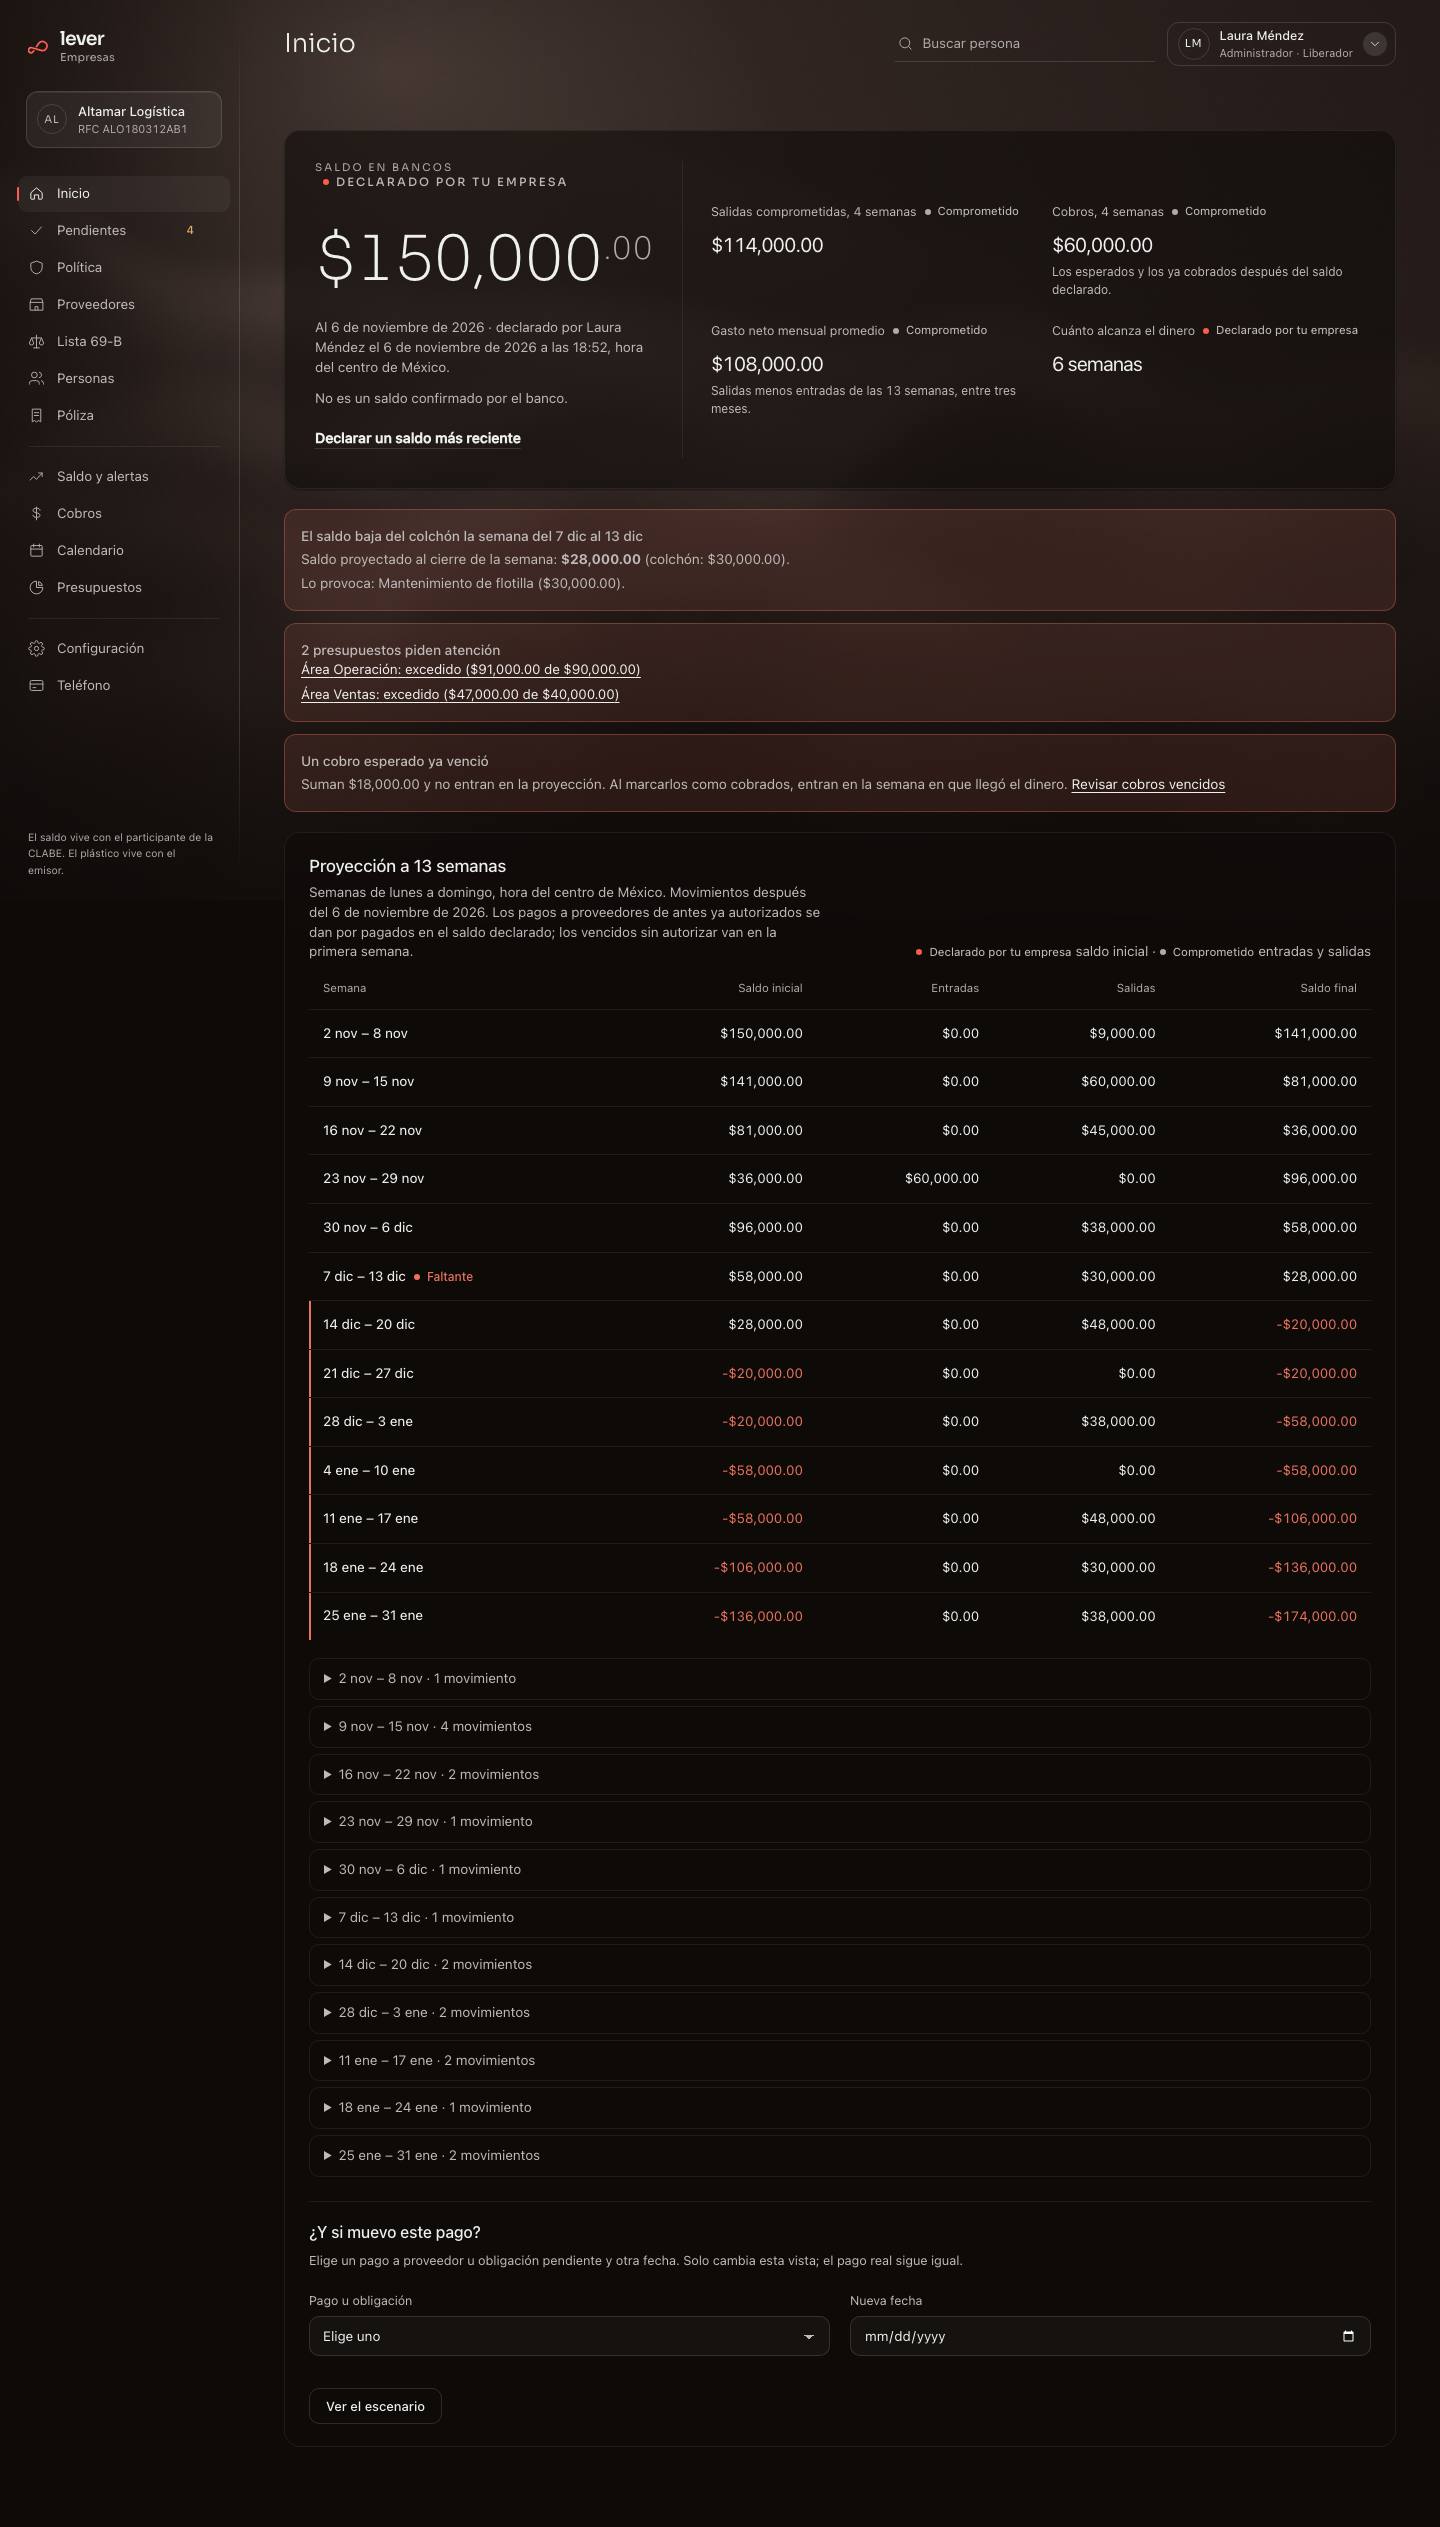 lever
Empresas
AL
Altamar Logística
RFC ALO180312AB1
Inicio
Pendientes 4
Política
Proveedores
Lista 69-B
Personas
Póliza
Saldo y alertas
Cobros
Calendario
Presupuestos
Configuración
Teléfono
El saldo vive con el participante de la
CLABE. El plástico vive con el
emisor.
Inicio
Buscar persona
LM
Laura Méndez
Administrador · Liberador
SALDO EN BANCOS
DECLARADO POR TU EMPRESA
$150,000.00
Al 6 de noviembre de 2026 · declarado por Laura
Méndez el 6 de noviembre de 2026 a las 18:52, hora
del centro de México.
No es un saldo confirmado por el banco.
Declarar un saldo más reciente
Salidas comprometidas, 4 semanas Comprometido
$114,000.00
Cobros, 4 semanas Comprometido
$60,000.00
Los esperados y los ya cobrados después del saldo
declarado.
Gasto neto mensual promedio Comprometido
$108,000.00
Salidas menos entradas de las 13 semanas, entre tres
meses.
Cuánto alcanza el dinero Declarado por tu empresa
6 semanas
El saldo baja del colchón la semana del 7 dic al 13 dic
Saldo proyectado al cierre de la semana: $28,000.00 (colchón: $30,000.00).
Lo provoca: Mantenimiento de flotilla ($30,000.00).
2 presupuestos piden atención
Área Operación: excedido ($91,000.00 de $90,000.00)
Área Ventas: excedido ($47,000.00 de $40,000.00)
Un cobro esperado ya venció
Suman $18,000.00 y no entran en la proyección. Al marcarlos como cobrados, entran en la semana en que llegó el dinero. Revisar cobros vencidos
Proyección a 13 semanas
Semanas de lunes a domingo, hora del centro de México. Movimientos después
del 6 de noviembre de 2026. Los pagos a proveedores de antes ya autorizados se
dan por pagados en el saldo declarado; los vencidos sin autorizar van en la
primera semana.
Declarado por tu empresa saldo inicial · Comprometido entradas y salidas
Semana Saldo inicial Entradas Salidas Saldo final
2 nov – 8 nov $150,000.00 $0.00 $9,000.00 $141,000.00
9 nov – 15 nov $141,000.00 $0.00 $60,000.00 $81,000.00
16 nov – 22 nov $81,000.00 $0.00 $45,000.00 $36,000.00
23 nov – 29 nov $36,000.00 $60,000.00 $0.00 $96,000.00
30 nov – 6 dic $96,000.00 $0.00 $38,000.00 $58,000.00
7 dic – 13 dic Faltante $58,000.00 $0.00 $30,000.00 $28,000.00
14 dic – 20 dic $28,000.00 $0.00 $48,000.00 -$20,000.00
21 dic – 27 dic -$20,000.00 $0.00 $0.00 -$20,000.00
28 dic – 3 ene -$20,000.00 $0.00 $38,000.00 -$58,000.00
4 ene – 10 ene -$58,000.00 $0.00 $0.00 -$58,000.00
11 ene – 17 ene -$58,000.00 $0.00 $48,000.00 -$106,000.00
18 ene – 24 ene -$106,000.00 $0.00 $30,000.00 -$136,000.00
25 ene – 31 ene -$136,000.00 $0.00 $38,000.00 -$174,000.00
2 nov – 8 nov · 1 movimiento
9 nov – 15 nov · 4 movimientos
16 nov – 22 nov · 2 movimientos
23 nov – 29 nov · 1 movimiento
30 nov – 6 dic · 1 movimiento
7 dic – 13 dic · 1 movimiento
14 dic – 20 dic · 2 movimientos
28 dic – 3 ene · 2 movimientos
11 ene – 17 ene · 2 movimientos
18 ene – 24 ene · 1 movimiento
25 ene – 31 ene · 2 movimientos
¿Y si muevo este pago?
Elige un pago a proveedor u obligación pendiente y otra fecha. Solo cambia esta vista; el pago real sigue igual.
Pago u obligación
Elige uno
Nueva fecha
mm/dd/yyyy
Ver el escenario